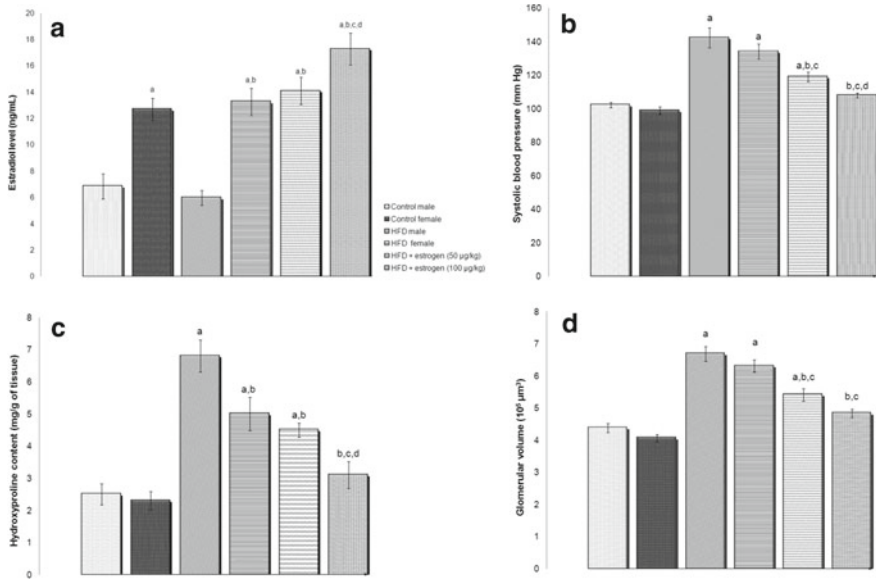 a
Estradiol level (ng/mL)
20
18
16
14
12
10
8
6
4
2
0
a
a,b
a,b
a,b,c,d
Control male
Control female
HFD male
HFD female
HFD + estrogen (50 µg/kg)
HFD + estrogen (100 µg/kg)
b
Systolic blood pressure (mm Hg)
160
140
120
100
80
60
40
20
0
a
a
a,b,c
b,c,d
c
Hydroxyproline content (mg/g of tissue)
8
7
6
5
4
3
2
1
0
a
a,b
a,b
b,c,d
d
Glomerular volume (10⁶ µm³)
8
7
6
5
4
3
2
1
0
a
a
a,b,c
b,c